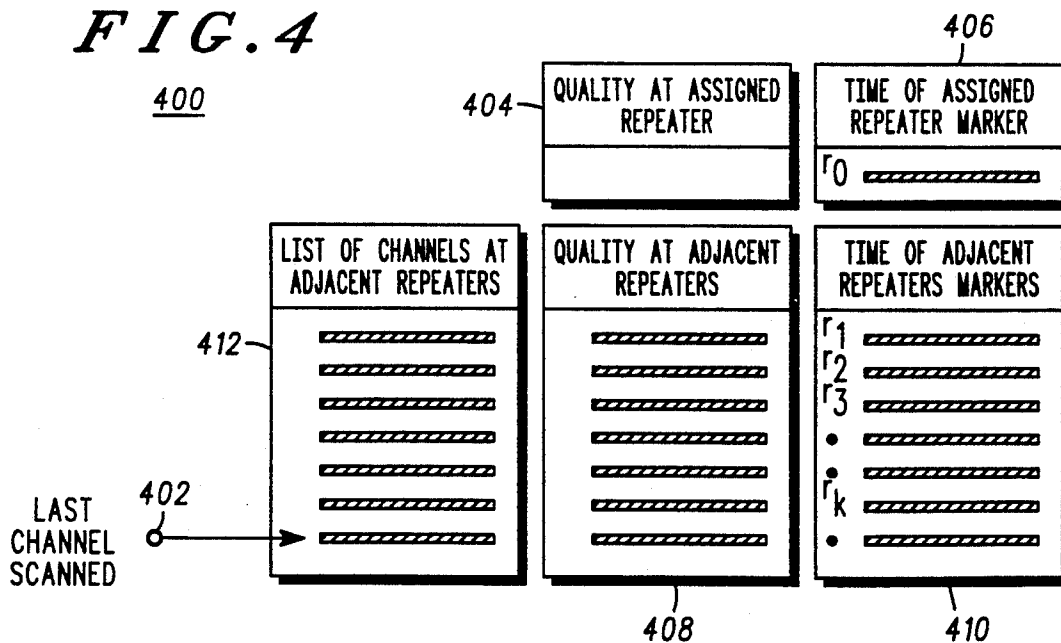 FIG. 4
400
406
404
QUALITY AT ASSIGNED
REPEATER
TIME OF ASSIGNED
REPEATER MARKER
r0
LIST OF CHANNELS AT
ADJACENT REPEATERS
QUALITY AT ADJACENT
REPEATERS
TIME OF ADJACENT
REPEATERS MARKERS
412
r1
r2
r3
rk
402
LAST
CHANNEL
SCANNED
408
410